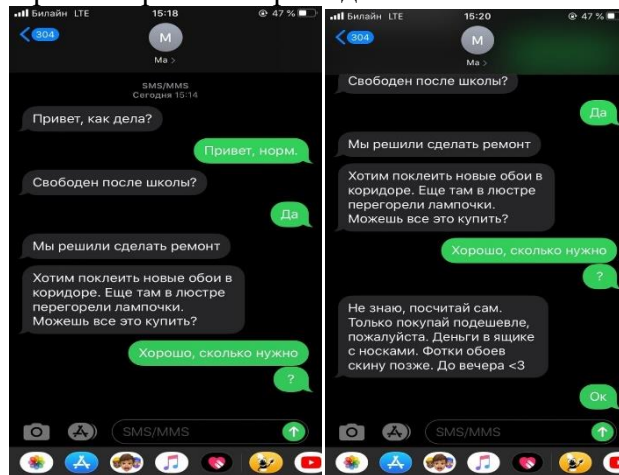 Билайн LTE
15:18
47 %
304
М
Ма >
SMS/MMS
Сегодня 15:14
Привет, как дела?
Привет, норм.
Свободен после школы?
Да
Мы решили сделать ремонт
Хотим поклеить новые обои в
коридоре. Еще там в люстре
перегорели лампочки.
Можешь все это купить?
Хорошо, сколько нужно
?
SMS/MMS
Билайн LTE
15:20
47 %
304
М
Ма >
Свободен после школы?
Да
Мы решили сделать ремонт
Хотим поклеить новые обои в
коридоре. Еще там в люстре
перегорели лампочки.
Можешь все это купить?
Хорошо, сколько нужно
?
Не знаю, посчитай сам.
Только покупай подешевле,
пожалуйста. Деньги в ящике
с носками. Фотки обоев
скину позже. До вечера <3
Ок
SMS/MMS